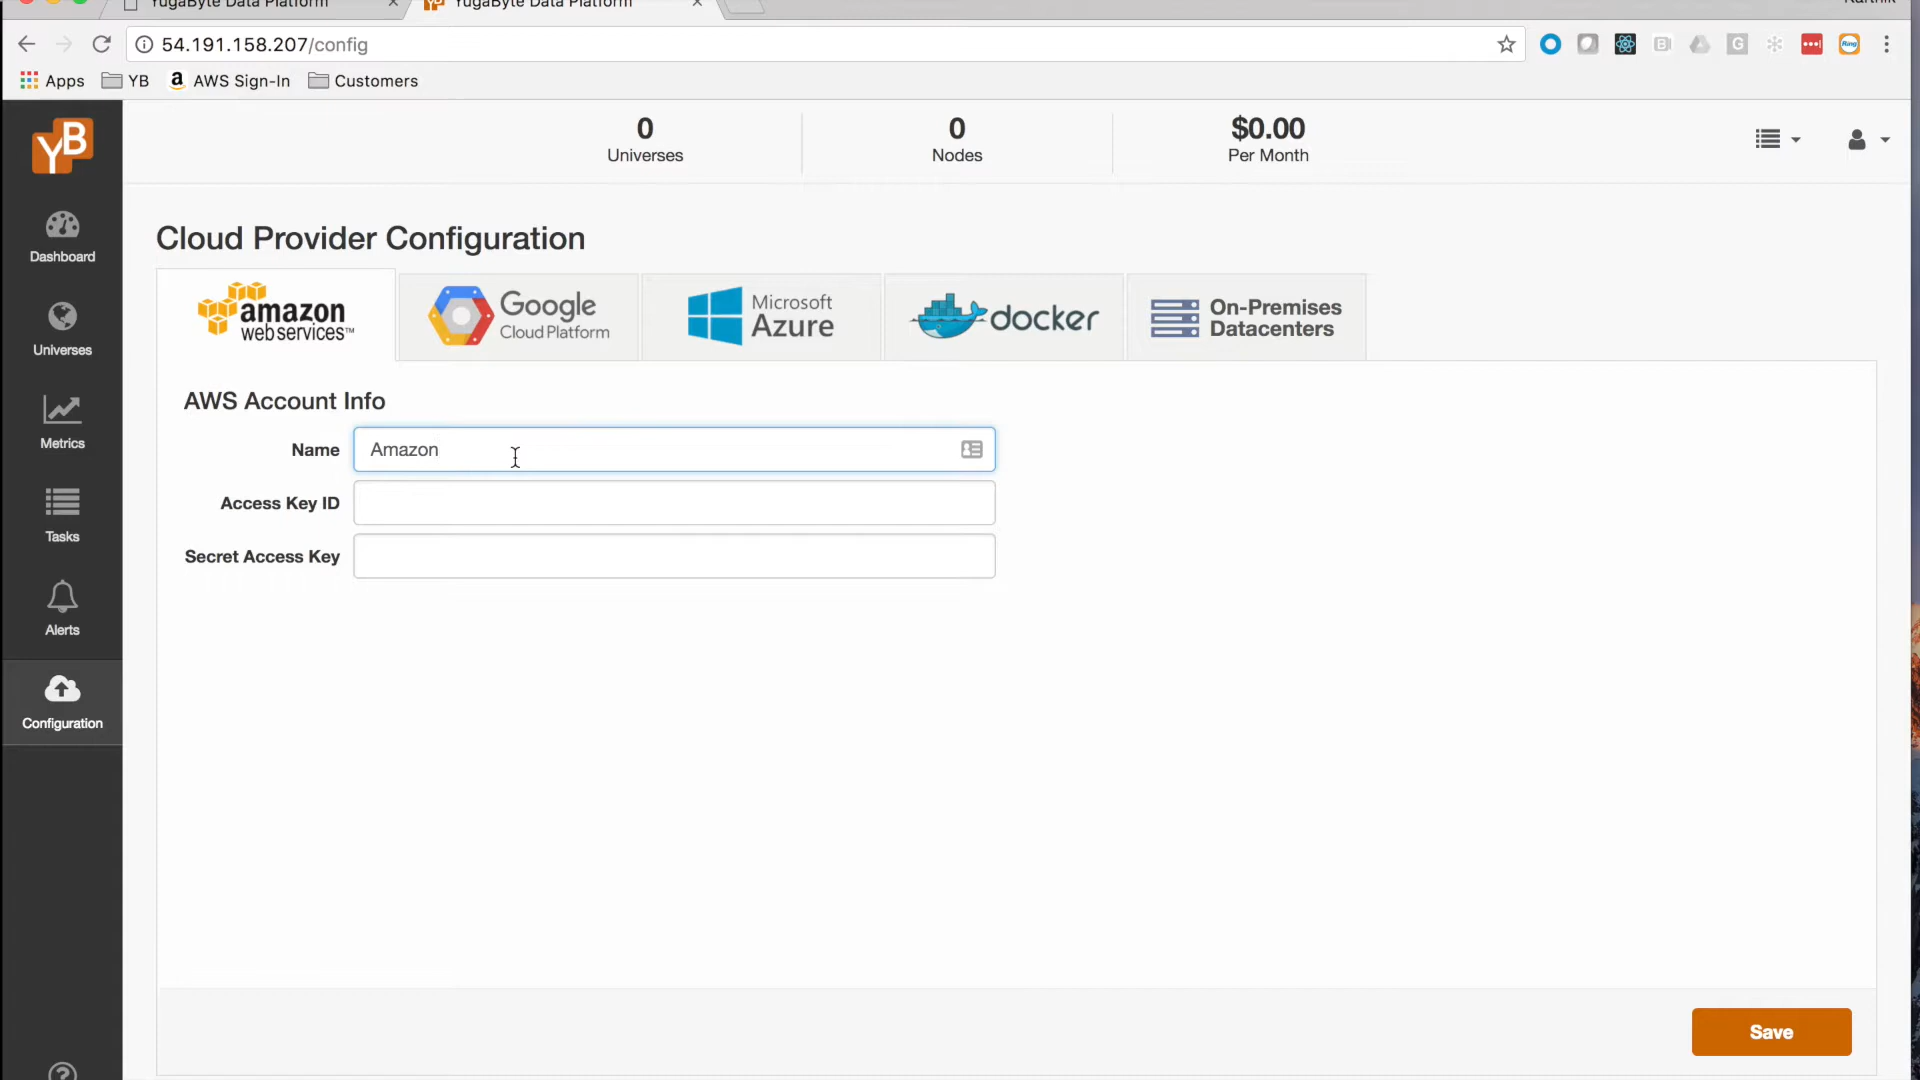 YugaByte Data Platform
YugaByte Data Platform
Karthik
54.191.158.207/config
Apps
YB
AWS Sign-In
Customers
YB
0
Universes
0
Nodes
$0.00
Per Month
Dashboard
Universes
Metrics
Tasks
Alerts
Configuration
Cloud Provider Configuration
amazon
web services™
Google
Cloud Platform
Microsoft
Azure
docker
On-Premises
Datacenters
AWS Account Info
Name
Amazon
Access Key ID
Secret Access Key
Save